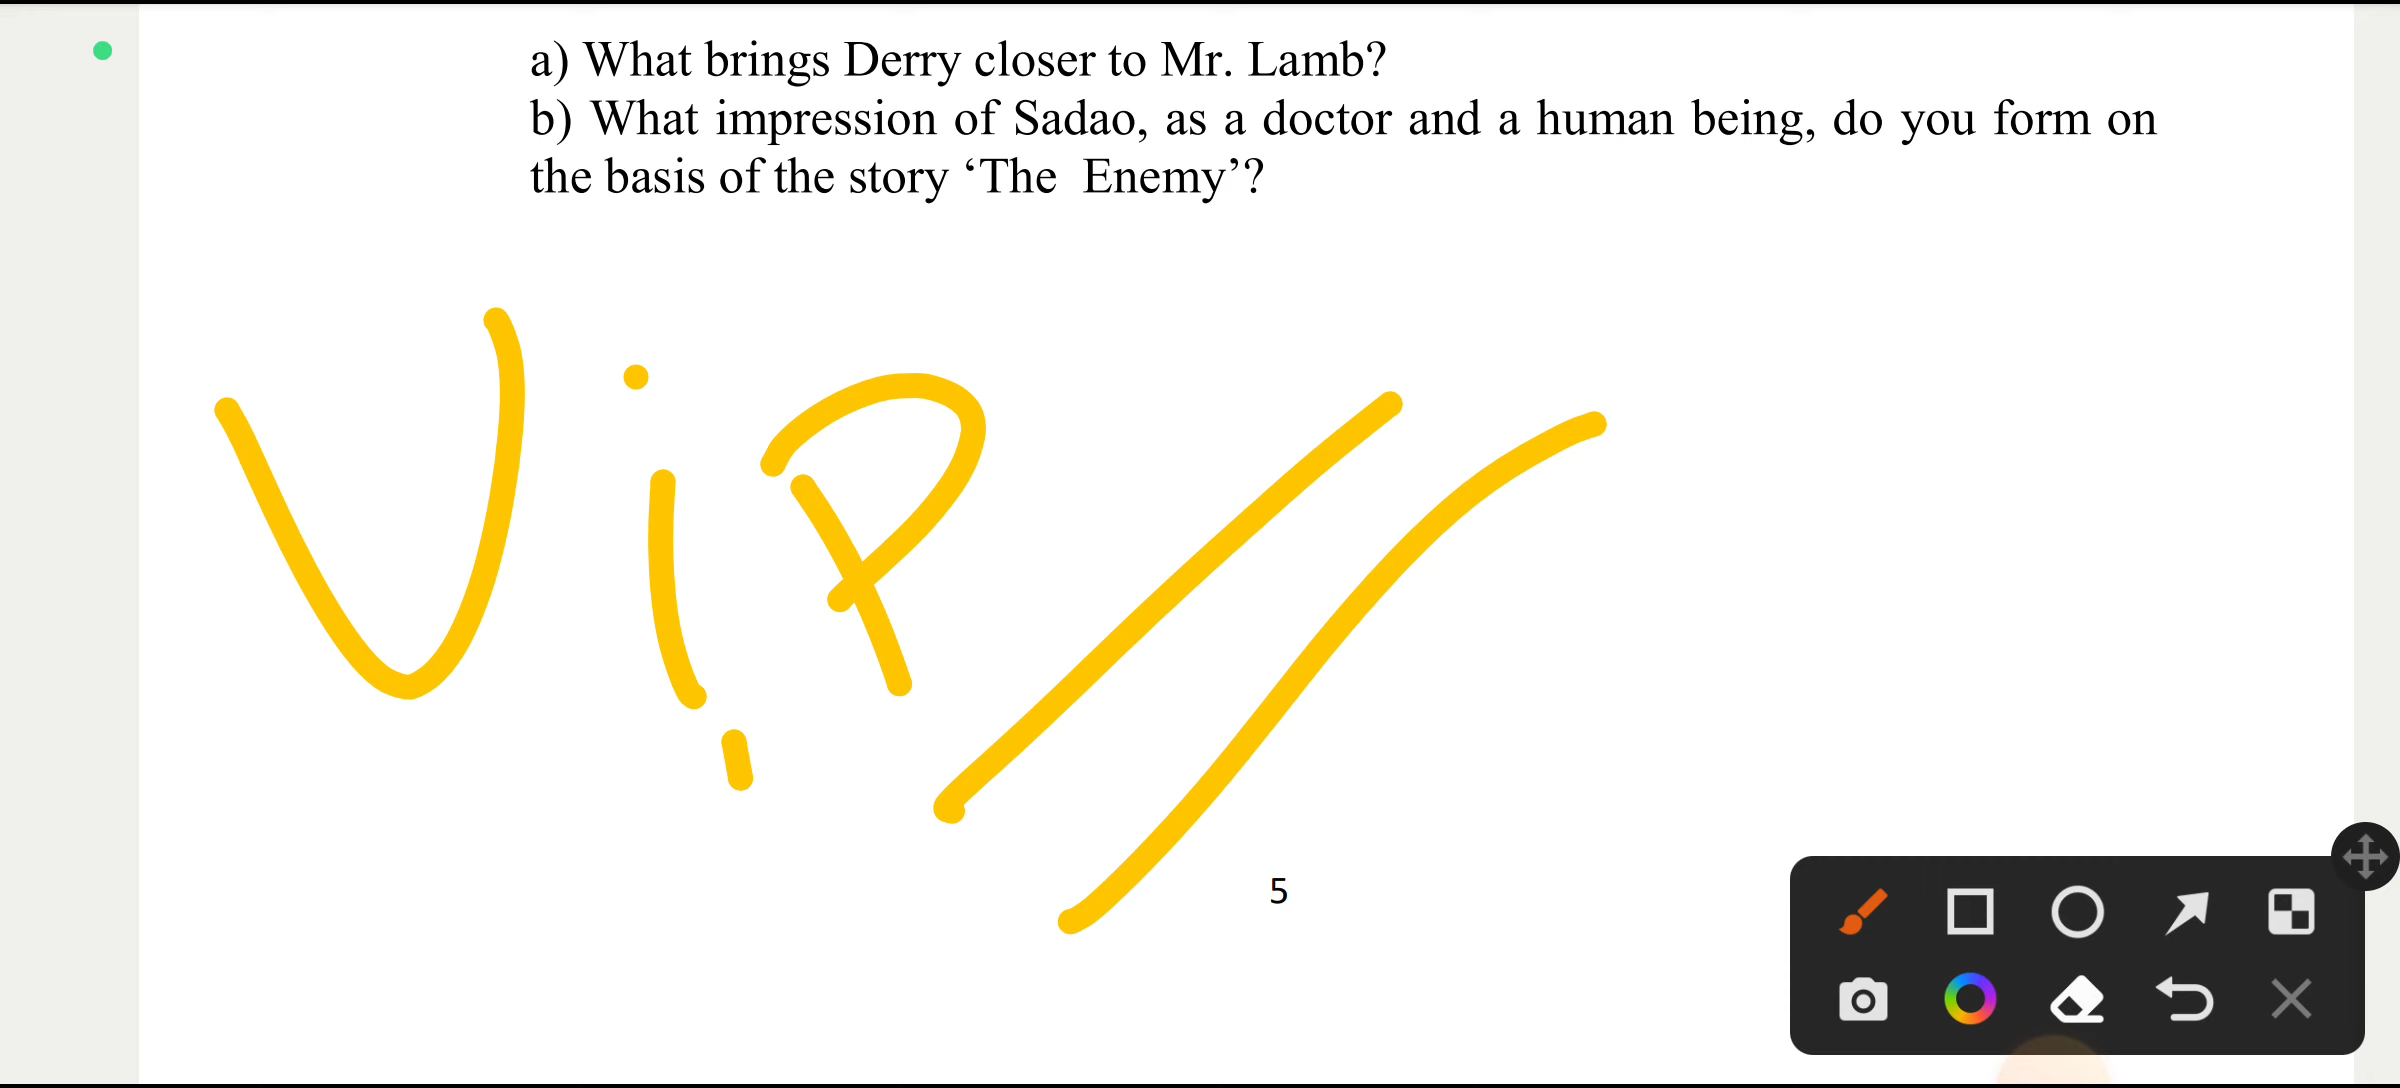 a) What brings Derry closer to Mr. Lamb?
b) What impression of Sadao, as a doctor and a human being, do you form on
the basis of the story ‘The Enemy’?
ViP
5